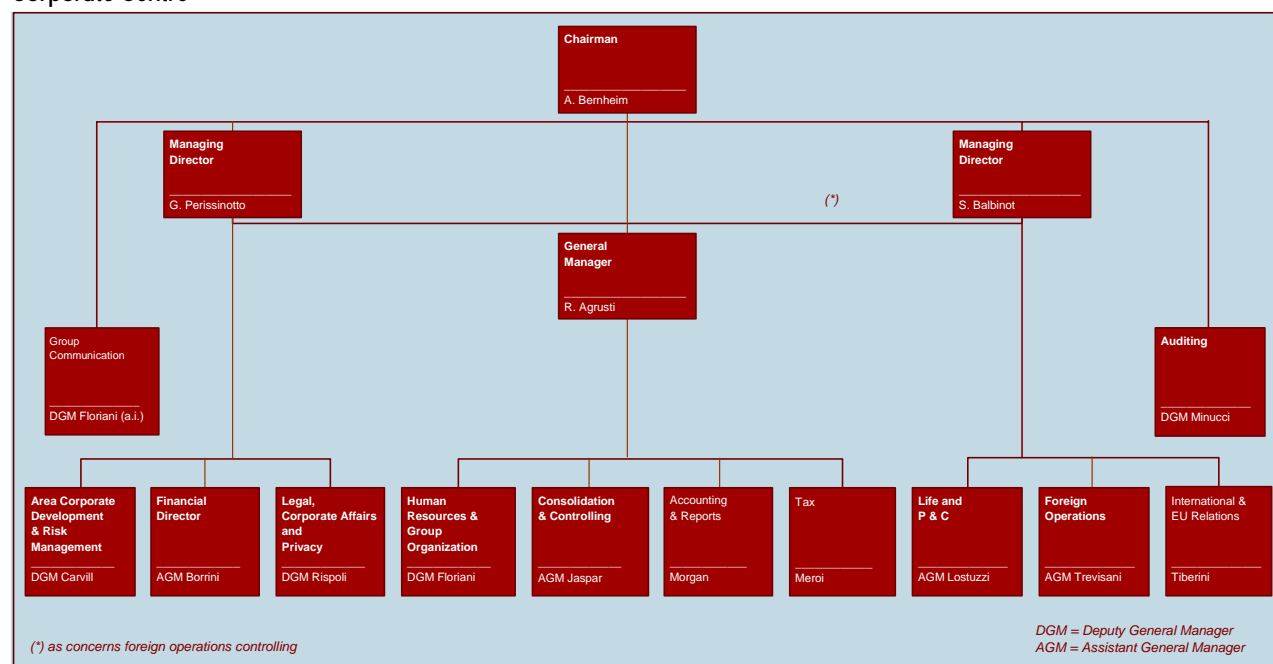 Corporate Centre
Chairman
A. Bernheim
Managing
Director
G. Perissinotto
Managing
Director
S. Balbinot
(*)
General
Manager
R. Agrusti
Group
Communication
DGM Floriani (a.i.)
Auditing
DGM Minucci
Area Corporate
Development
& Risk
Management
DGM Carvill
Financial
Director
AGM Borrini
Legal,
Corporate Affairs
and
Privacy
DGM Rispoli
Human
Resources &
Group
Organization
DGM Floriani
Consolidation
& Controlling
AGM Jaspar
Accounting
& Reports
Morgan
Tax
Meroi
Life and
P & C
AGM Lostuzzi
Foreign
Operations
AGM Trevisani
International &
EU Relations
Tiberini
(*) as concerns foreign operations controlling
DGM = Deputy General Manager
AGM = Assistant General Manager